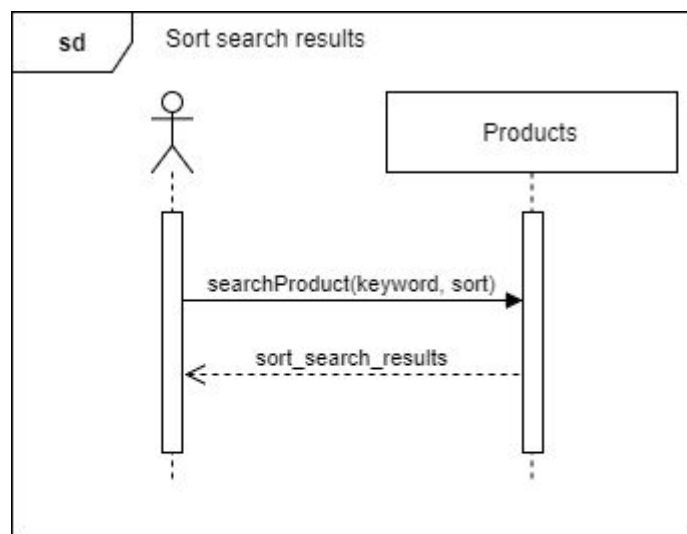 sd
Sort search results
Products
searchProduct(keyword, sort)
sort_search_results